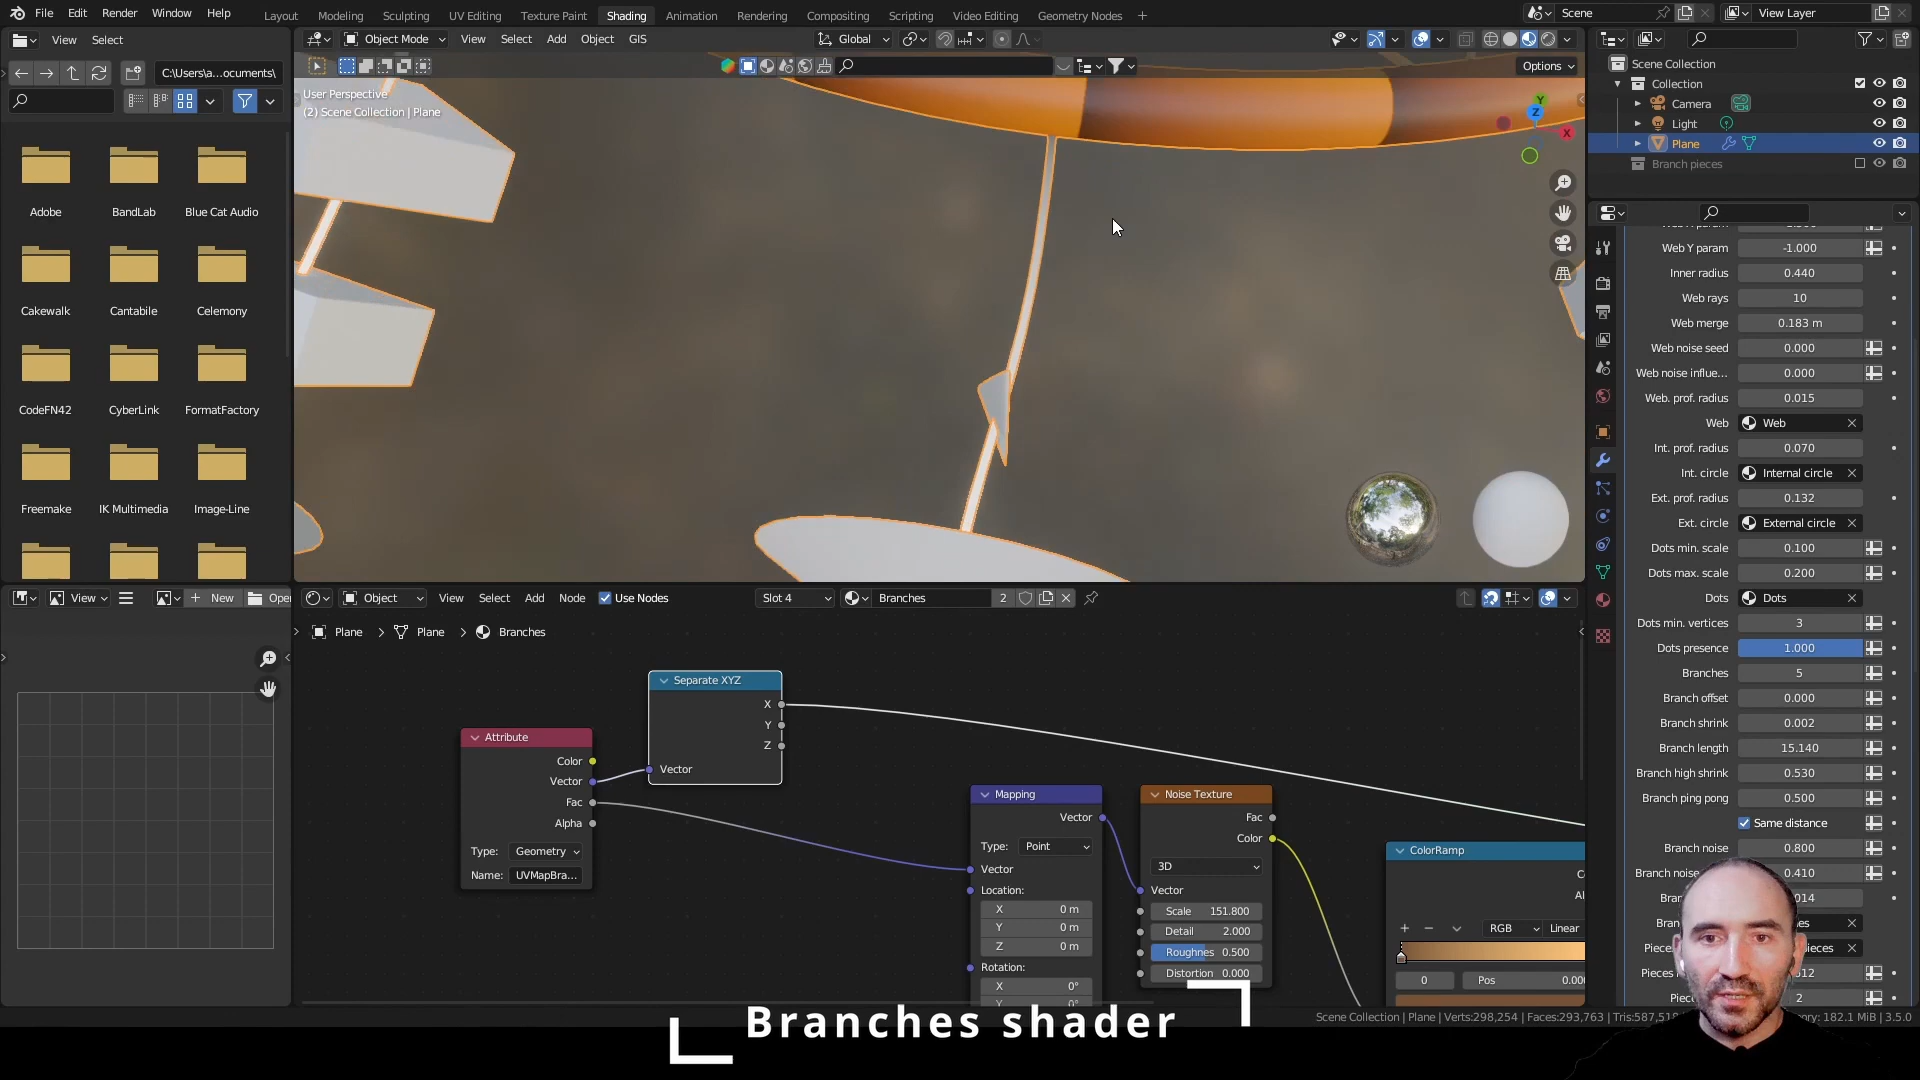 File Edit Render Window Help
Layout Modeling Sculpting UV Editing Texture Paint Shading Animation Rendering Compositing Scripting Video Editing Geometry Nodes +
Scene
View Layer
View Select
Object Mode View Select Add Object GIS
Global
C:\Users\a...ocuments\
Options
User Perspective
(2) Scene Collection | Plane
Y
Z
X
Scene Collection
Collection
Camera
Light
Plane
Branch pieces
Adobe BandLab Blue Cat Audio
Cakewalk Cantabile Celemony
CodeFN42 CyberLink FormatFactory
Freemake IK Multimedia Image-Line
Web Y param -1.000
Inner radius 0.440
Web rays 10
Web merge 0.183 m
Web noise seed 0.000
Web noise influe... 0.000
Web. prof. radius 0.015
Web Web
Int. prof. radius 0.070
Int. circle Internal circle
Ext. prof. radius 0.132
Ext. circle External circle
Dots min. scale 0.100
Dots max. scale 0.200
Dots Dots
Dots min. vertices 3
Dots presence 1.000
Branches 5
Branch offset 0.000
Branch shrink 0.002
Branch length 15.140
Branch high shrink 0.530
Branch ping pong 0.500
Same distance
Branch noise 0.800
Branch noise 0.410
View + New Open
Object View Select Add Node Use Nodes
Slot 4
Branches 2
Plane > Plane > Branches
Separate XYZ
X
Y
Z
Vector
Attribute
Color
Vector
Fac
Alpha
Type: Geometry
Name: UVMapBra...
Mapping
Vector
Type: Point
Vector
Location:
X 0 m
Y 0 m
Z 0 m
Rotation:
X 0°
Noise Texture
Fac
Color
3D
Vector
Scale 151.800
Detail 2.000
Roughnes 0.500
Distortion 0.000
ColorRamp
+ − RGB Linear
0 Pos
Branches shader
Scene Collection | Plane | Verts:298,254 | Faces:293,763 |
182.1 MiB | 3.5.0